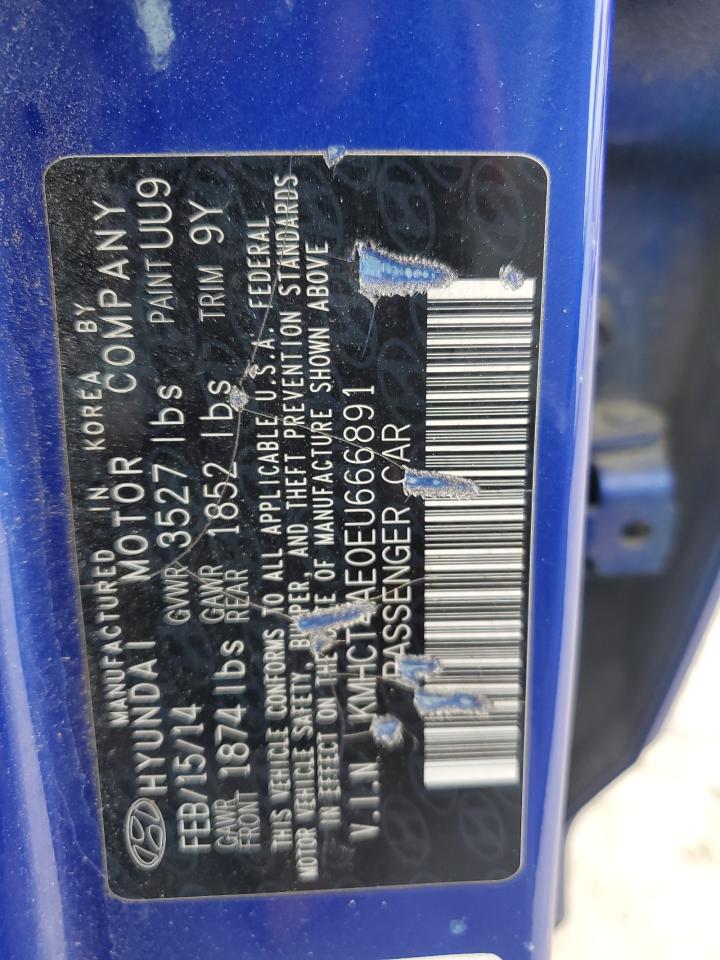 MANUFACTURED IN KOREA BY
HYUNDAI MOTOR COMPANY
FEB/15/14 GVWR 3527 lbs PAINT UU9
GAWR FRONT 1874 lbs GAWR REAR 1852 lbs TRIM 9Y
THIS VEHICLE CONFORMS TO ALL APPLICABLE U.S.A. FEDERAL
MOTOR VEHICLE SAFETY, BUMPER, AND THEFT PREVENTION STANDARDS
IN EFFECT ON THE DATE OF MANUFACTURE SHOWN ABOVE
V.I.N KMHCT4AE0EU666891
PASSENGER CAR